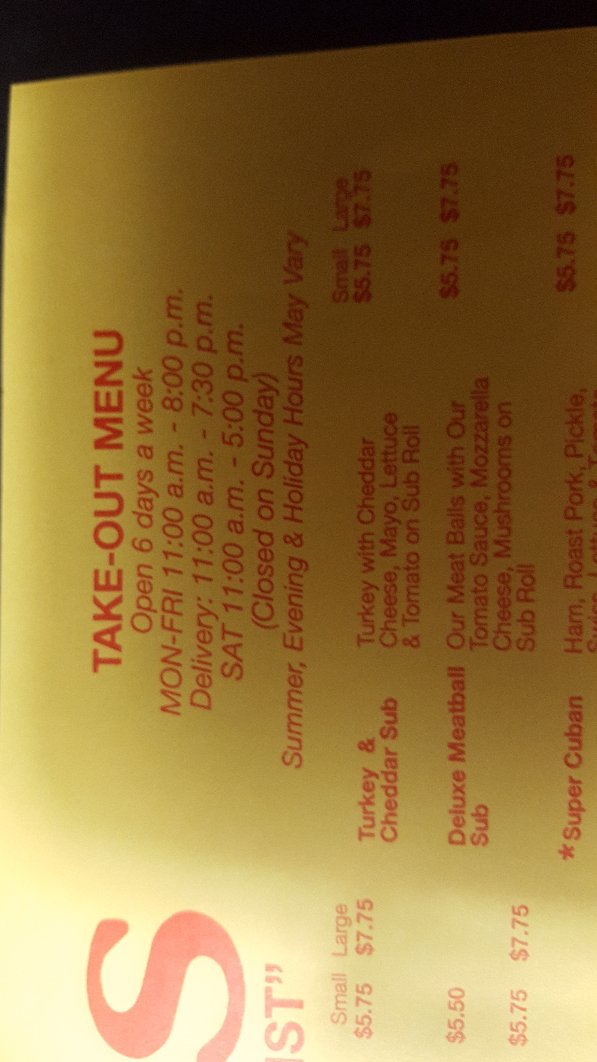 TAKE-OUT MENU
Open 6 days a week
MON-FRI 11:00 a.m. - 8:00 p.m.
Delivery: 11:00 a.m. - 7:30 p.m.
SAT 11:00 a.m. - 5:00 p.m.
(Closed on Sunday)
Summer, Evening & Holiday Hours May Vary
S
IST”
Small Large
$5.75 $7.75
$5.50
$5.75 $7.75
Small Large
Turkey & Turkey with Cheddar $5.75 $7.75
Cheddar Sub Cheese, Mayo, Lettuce
& Tomato on Sub Roll
Deluxe Meatball Our Meat Balls with Our $5.75 $7.75
Sub Tomato Sauce, Mozzarella
Cheese, Mushrooms on
Sub Roll
*Super Cuban Ham, Roast Pork, Pickle, $5.75 $7.75